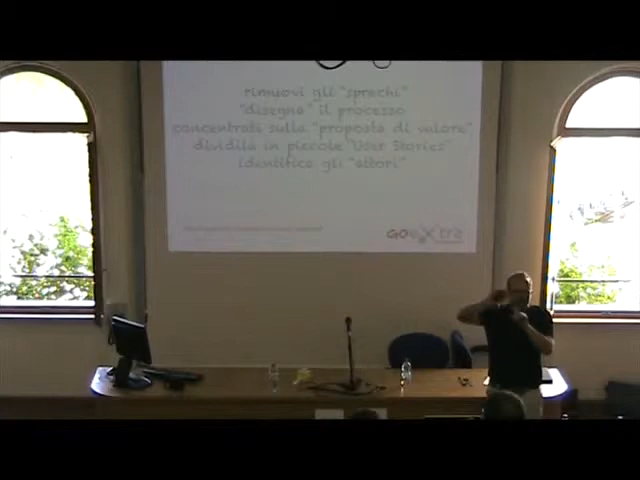 rimuovi gli "sprechi"
"disegna" il processo
concentrati sulla "proposta di valore"
dividila in piccole "User Stories"
identifica gli "attori"